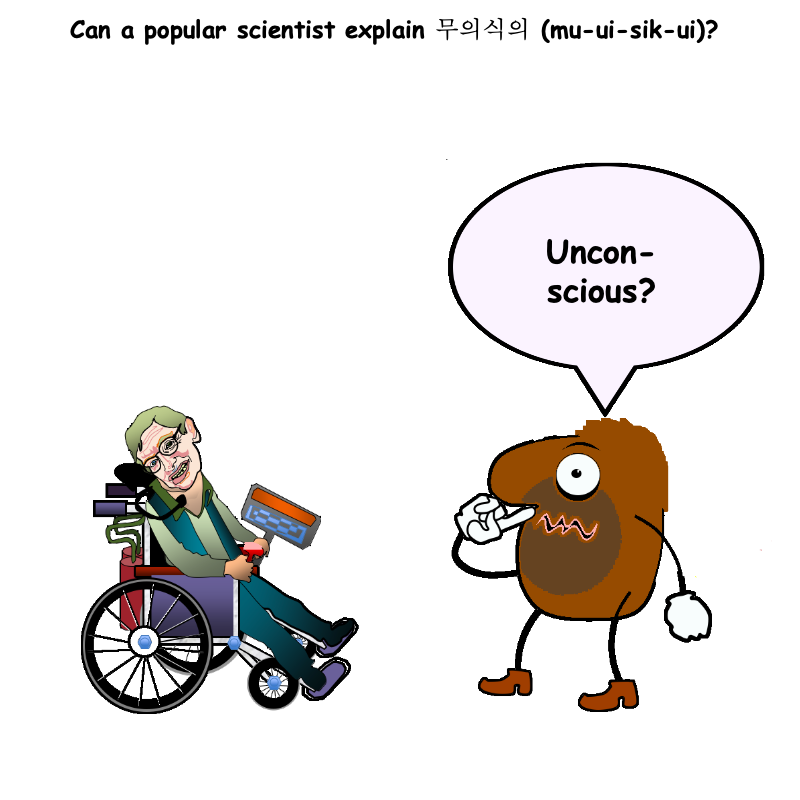 Can a popular scientist explain 무의식의 (mu-ui-sik-ui)?
Uncon-
scious?